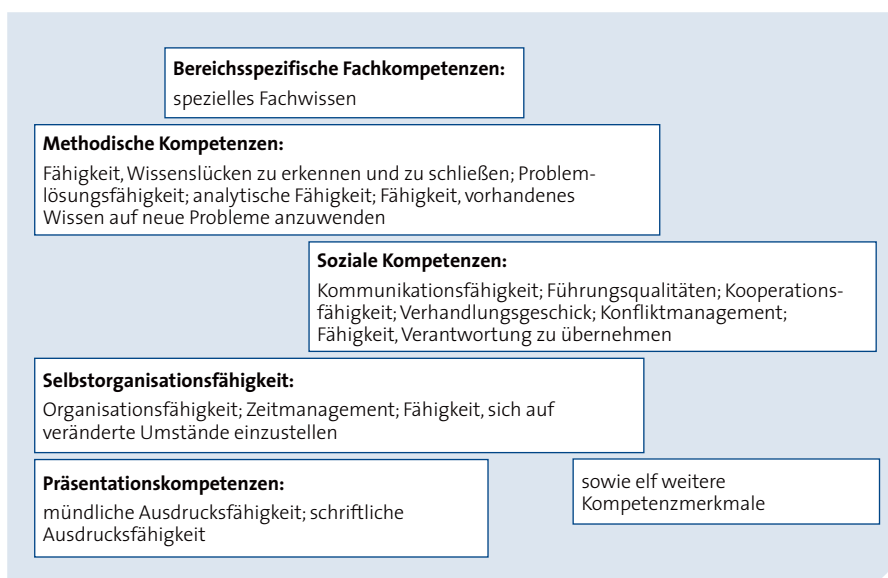 Bereichsspezifische Fachkompetenzen:
spezielles Fachwissen
Methodische Kompetenzen:
Fähigkeit, Wissenslücken zu erkennen und zu schließen; Problem-
lösungsfähigkeit; analytische Fähigkeit; Fähigkeit, vorhandenes
Wissen auf neue Probleme anzuwenden
Soziale Kompetenzen:
Kommunikationsfähigkeit; Führungsqualitäten; Kooperations-
fähigkeit; Verhandlungsgeschick; Konfliktmanagement;
Fähigkeit, Verantwortung zu übernehmen
Selbstorganisationsfähigkeit:
Organisationsfähigkeit; Zeitmanagement; Fähigkeit, sich auf
veränderte Umstände einzustellen
Präsentationskompetenzen:
mündliche Ausdrucksfähigkeit; schriftliche
Ausdrucksfähigkeit
sowie elf weitere
Kompetenzmerkmale